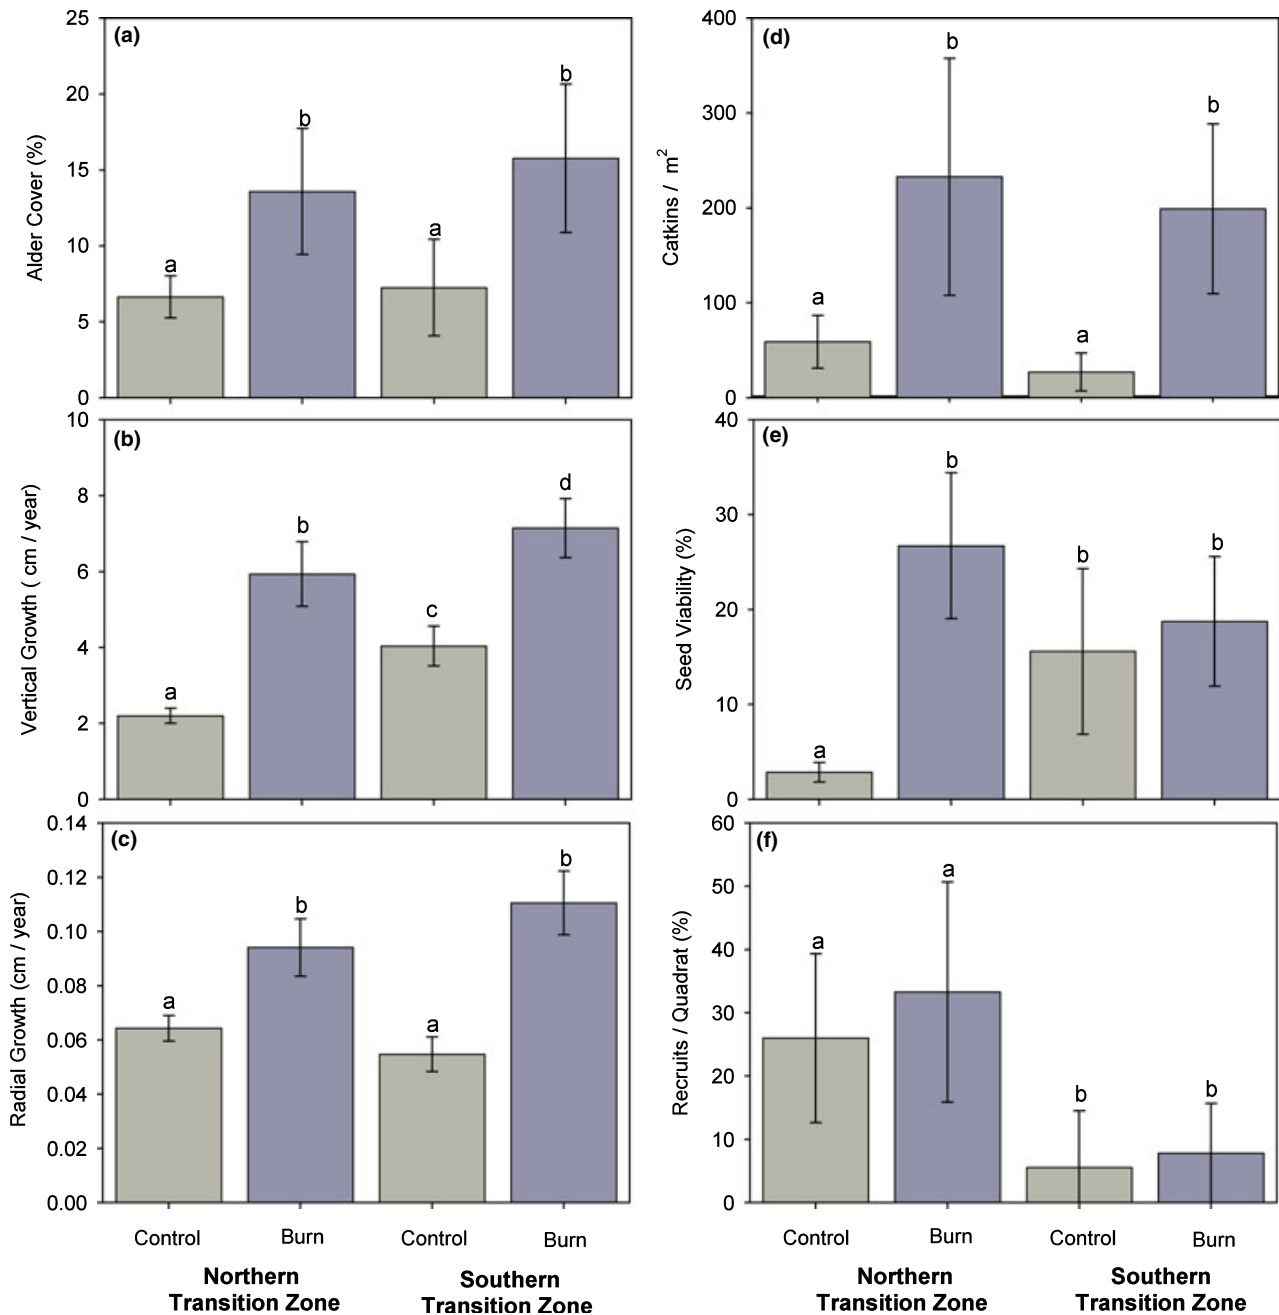 (a)
Alder Cover (%)
25
20
15
10
5
0
a
b
a
b
(b)
Vertical Growth ( cm / year)
10
8
6
4
2
0
a
b
c
d
(c)
Radial Growth (cm / year)
0.14
0.12
0.10
0.08
0.06
0.04
0.02
0.00
a
b
a
b
Control Burn Control Burn
Northern
Transition Zone
Southern
Transition Zone
(d)
Catkins / m²
400
300
200
100
0
a
b
a
b
(e)
Seed Viability (%)
40
30
20
10
0
a
b
b
b
(f)
Recruits / Quadrat (%)
60
50
40
30
20
10
0
a
a
b
b
Control Burn Control Burn
Northern
Transition Zone
Southern
Transition Zone